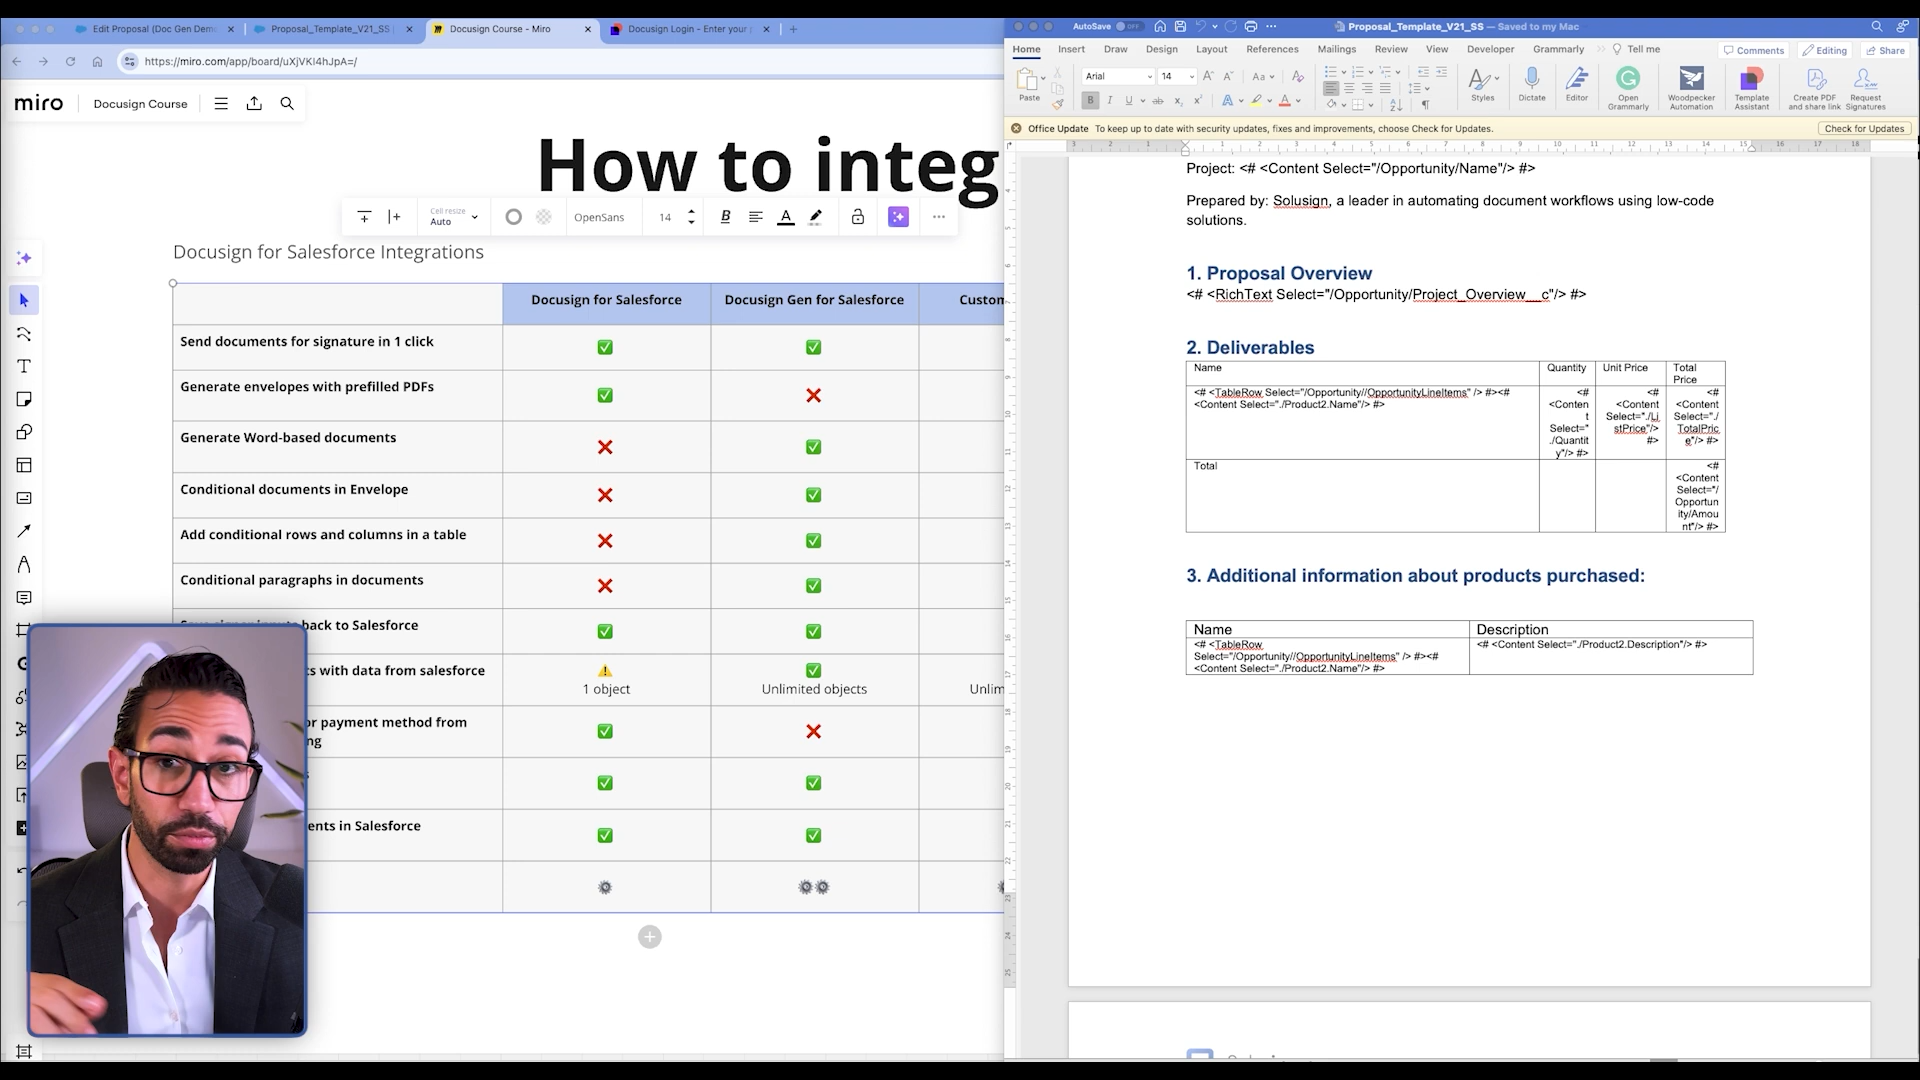 Edit Proposal (Doc Gen Dem
Proposal_Template_V21_SS
Docusign Course - Miro
Docusign Login - Enter your
https://miro.com/app/board/uXjVKl4hJpA=/
miro
Docusign Course
How to integ
Cell resize
Auto
OpenSans
14
B
A
Docusign for Salesforce Integrations
Docusign for Salesforce
Docusign Gen for Salesforce
Custom
Send documents for signature in 1 click
Generate envelopes with prefilled PDFs
Generate Word-based documents
Conditional documents in Envelope
Add conditional rows and columns in a table
Conditional paragraphs in documents
back to Salesforce
ts with data from salesforce
1 object
Unlimited objects
Unlim
or payment method from
ng
s
ents in Salesforce
AutoSave OFF
Proposal_Template_V21_SS — Saved to my Mac
Home
Insert
Draw
Design
Layout
References
Mailings
Review
View
Developer
Grammarly
Tell me
Comments
Editing
Share
Paste
Arial
14
Styles
Dictate
Editor
Open
Grammarly
Woodpecker
Automation
Template
Assistant
Create PDF
and share link
Request
Signatures
Office Update To keep up to date with security updates, fixes and improvements, choose Check for Updates.
Check for Updates
Project: <# <Content Select="/Opportunity/Name"/> #>
Prepared by: Solusign, a leader in automating document workflows using low-code
solutions.
1. Proposal Overview
<# <RichText Select="/Opportunity/Project_Overview__c"/> #>
2. Deliverables
Name
Quantity
Unit Price
Total
Price
<# <TableRow Select="/Opportunity//OpportunityLineItems" /> #><#
<Content Select="./Product2.Name"/> #>
<#
<Conten
t
Select="
./Quantit
y"/> #>
<#
<Content
Select="./Li
stPrice"/>
#>
<#
<Content
Select="./
TotalPric
e"/> #>
Total
<#
<Content
Select="/
Opportun
ity/Amou
nt"/> #>
3. Additional information about products purchased:
Name
Description
<# <TableRow
Select="/Opportunity//OpportunityLineItems" /> #><#
<Content Select="./Product2.Name"/> #>
<# <Content Select="./Product2.Description"/> #>